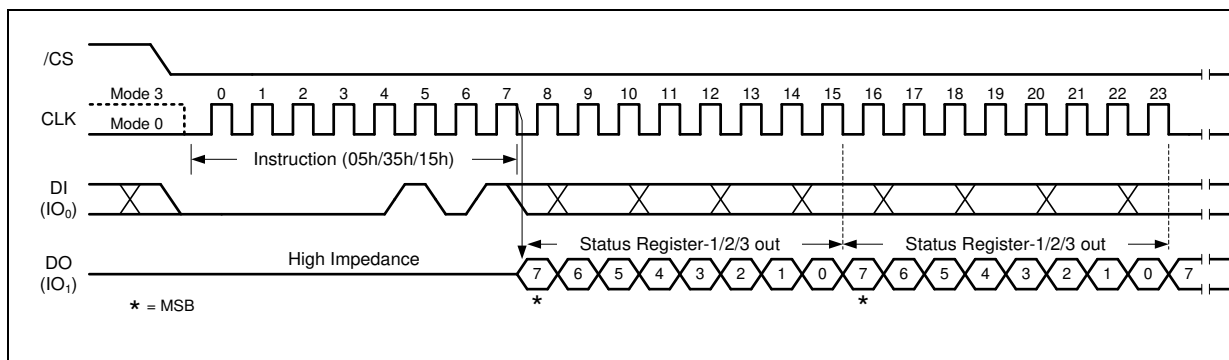 /CS
Mode 3 0 1 2 3 4 5 6 7 8 9 10 11 12 13 14 15 16 17 18 19 20 21 22 23
CLK Mode 0
Instruction (05h/35h/15h)
DI
(IO0)
Status Register-1/2/3 out Status Register-1/2/3 out
High Impedance
DO
(IO1)
7 6 5 4 3 2 1 0 7 6 5 4 3 2 1 0 7
* = MSB * *